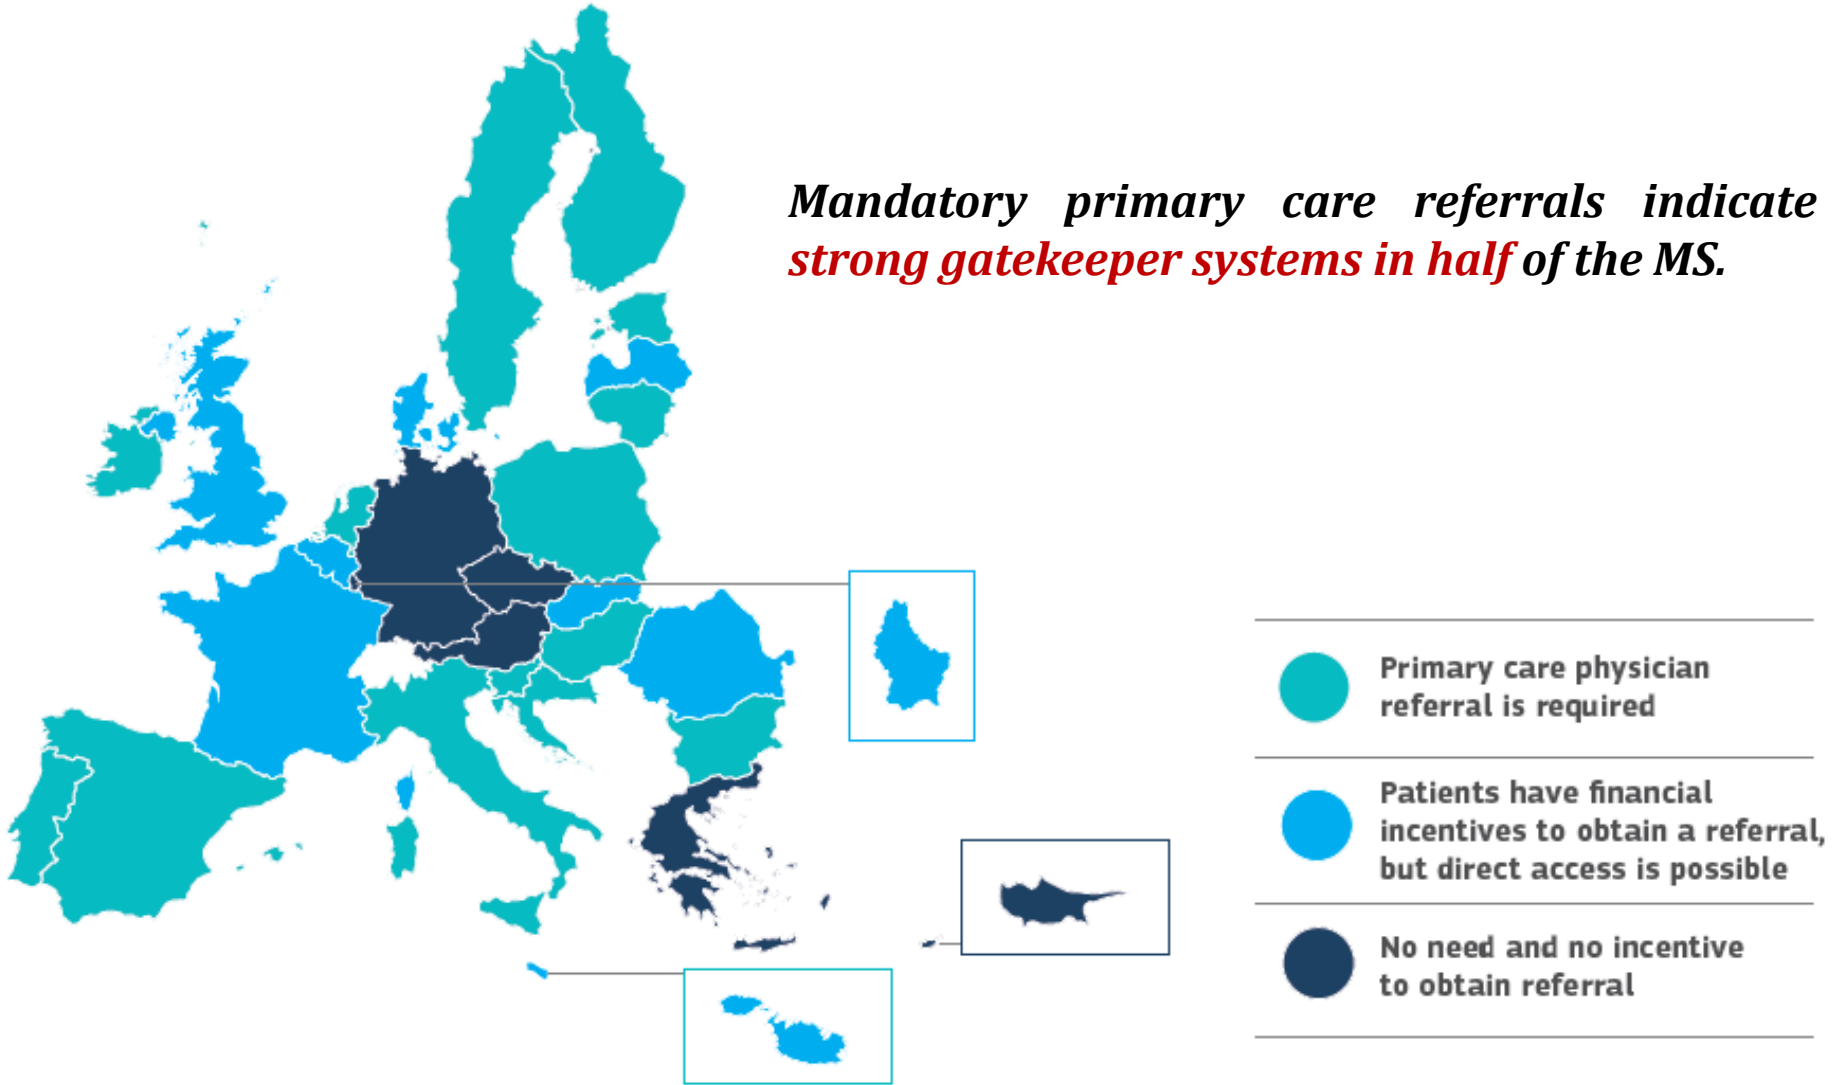 Mandatory primary care referrals indicate
strong gatekeeper systems in half of the MS.
Primary care physician
referral is required
Patients have financial
incentives to obtain a referral,
but direct access is possible
No need and no incentive
to obtain referral